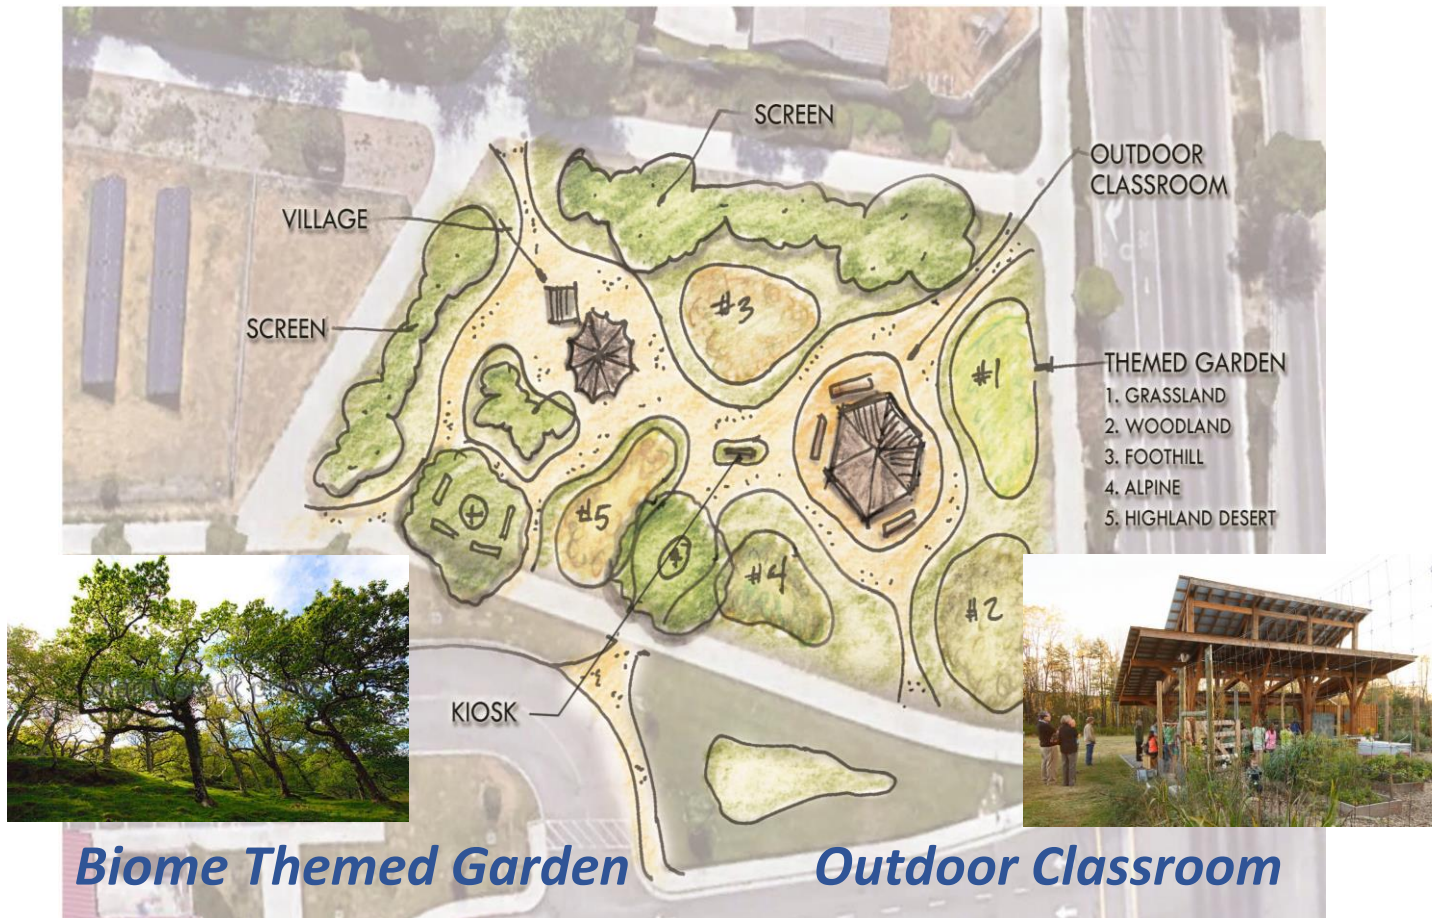 SCREEN
OUTDOOR
CLASSROOM
VILLAGE
SCREEN
#3
#1
THEMED GARDEN
1. GRASSLAND
2. WOODLAND
3. FOOTHILL
4. ALPINE
5. HIGHLAND DESERT
#5
#4
#2
KIOSK
Biome Themed Garden
Outdoor Classroom